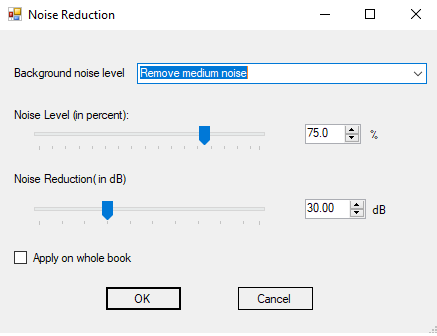 Noise Reduction
Background noise level Remove medium noise
Noise Level (in percent):
75.0 %
Noise Reduction( in dB)
30.00 dB
Apply on whole book
OK Cancel